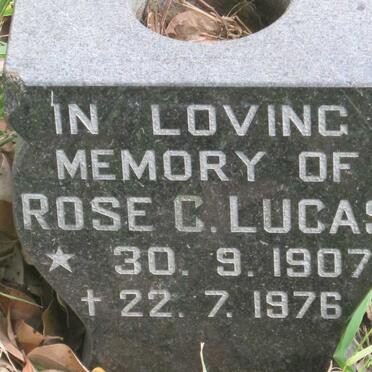 IN LOVING
MEMORY OF
ROSE C. LUCAS
★ 30. 9. 1907
✝ 22. 7. 1976